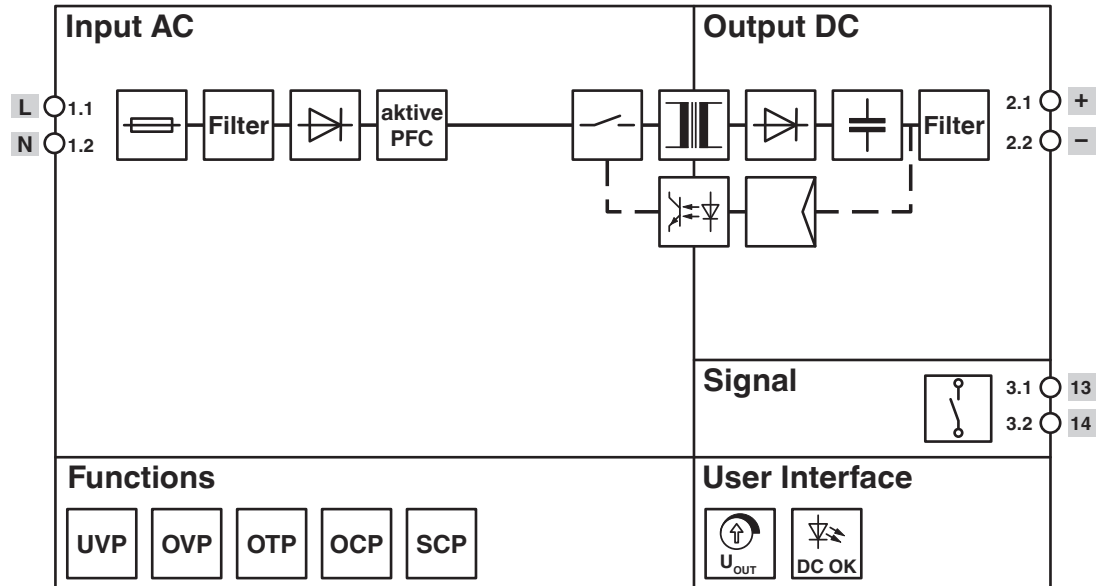 Input AC
Output DC
L 1.1
N 1.2
Filter
aktive
PFC
Filter
2.1 +
2.2 −
Signal
3.1 13
3.2 14
Functions
UVP
OVP
OTP
OCP
SCP
User Interface
UOUT
DC OK